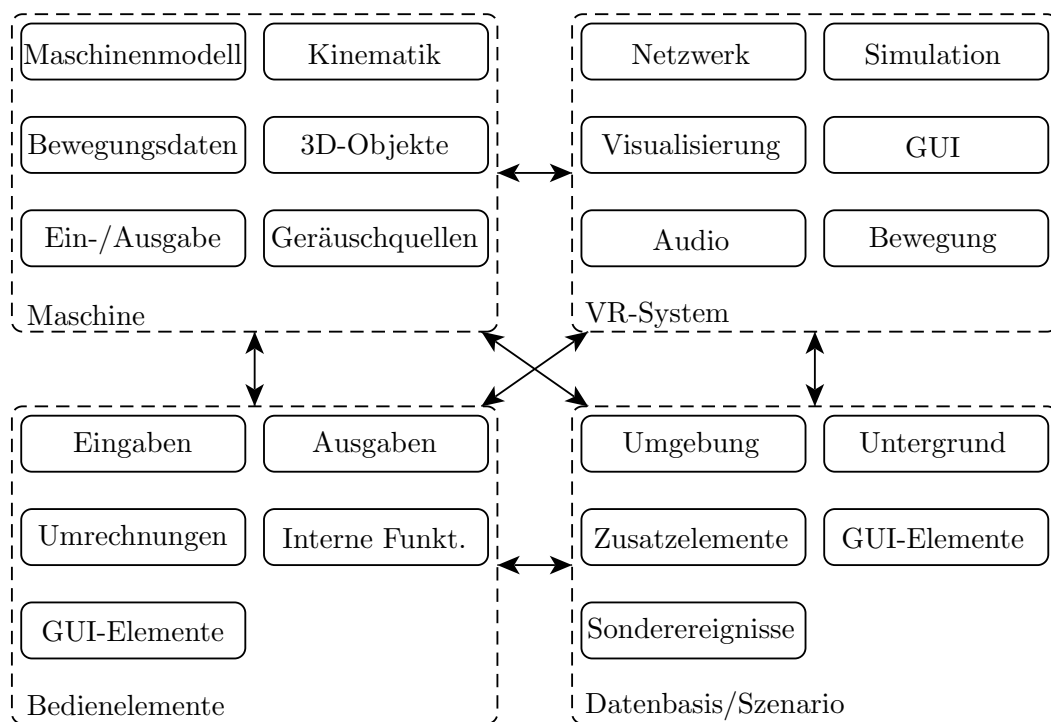 Maschinenmodell
Kinematik
Bewegungsdaten
3D-Objekte
Ein-/Ausgabe
Geräuschquellen
Maschine
Netzwerk
Simulation
Visualisierung
GUI
Audio
Bewegung
VR-System
Eingaben
Ausgaben
Umrechnungen
Interne Funkt.
GUI-Elemente
Bedienelemente
Umgebung
Untergrund
Zusatzelemente
GUI-Elemente
Sonderereignisse
Datenbasis/Szenario